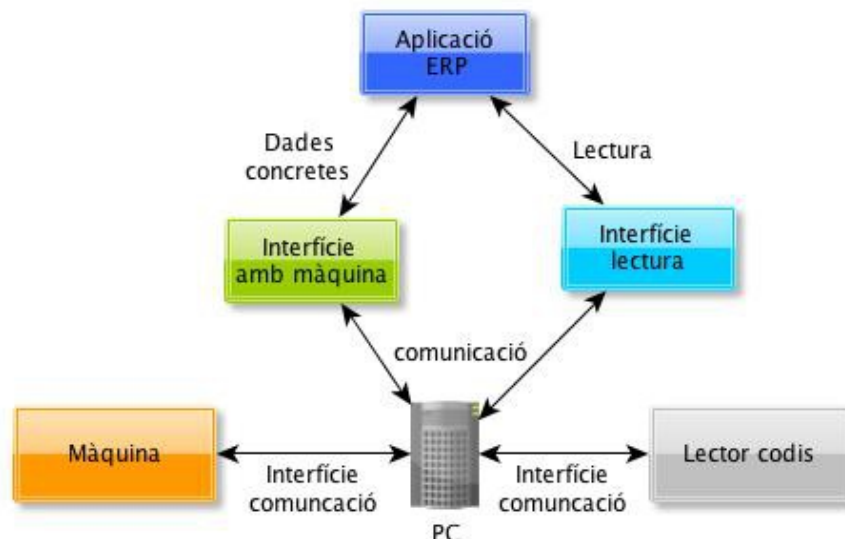 Aplicació
ERP
Dades
concretes
Lectura
Interfície
amb màquina
Interfície
lectura
comunicació
Màquina
Lector codis
Interfície
comuncació
Interfície
comuncació
PC